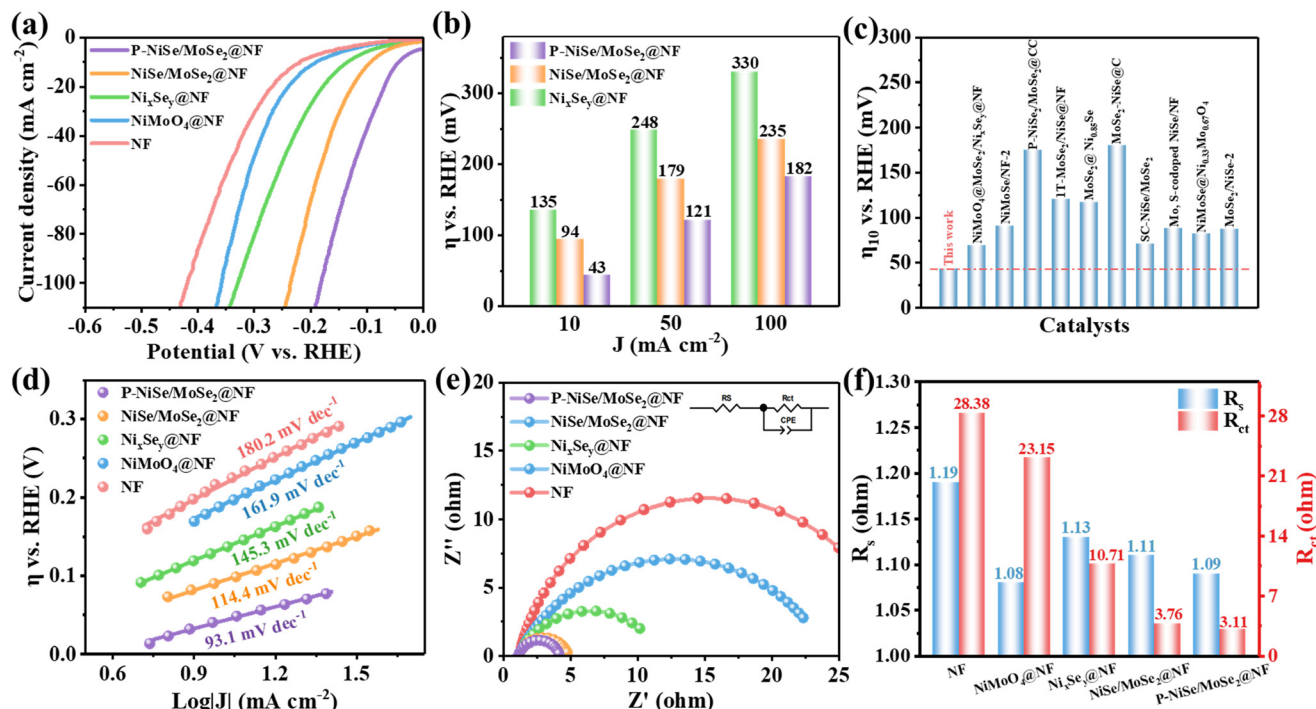 (a)
0
-20
-40
-60
-80
-100
Current density (mA cm⁻²)
P-NiSe/MoSe₂@NF
NiSe/MoSe₂@NF
NiₓSeᵧ@NF
NiMoO₄@NF
NF
-0.6 -0.5 -0.4 -0.3 -0.2 -0.1 0.0
Potential (V vs. RHE)
(b)
η vs. RHE (mV)
0
100
200
300
P-NiSe/MoSe₂@NF
NiSe/MoSe₂@NF
NiₓSeᵧ@NF
135 94 43
248 179 121
330 235 182
10 50 100
J (mA cm⁻²)
(c)
300
250
200
150
100
50
0
η₁₀ vs. RHE (mV)
This work
NiMoO₄@MoSe₂/NiₓSeᵧ@NF
NiMoSe/NF-2
P-NiSe₂/MoSe₂@CC
1T-MoSe₂/NiSe@NF
MoSe₂@Ni₀.₈₅Se
MoSe₂-NiSe@C
SC-NiSe/MoSe₂
Mo, S-codoped NiSe/NF
NiMoSe@Ni₀.₃₃Mo₀.₆₇O₄
MoSe₂/NiSe-2
Catalysts
(d)
P-NiSe/MoSe₂@NF
NiSe/MoSe₂@NF
NiₓSeᵧ@NF
NiMoO₄@NF
NF
180.2 mV dec⁻¹
161.9 mV dec⁻¹
145.3 mV dec⁻¹
114.4 mV dec⁻¹
93.1 mV dec⁻¹
0.3
0.2
0.1
0.0
η vs. RHE (V)
0.6 0.9 1.2 1.5
Log|J| (mA cm⁻²)
(e)
20
15
10
5
0
Z'' (ohm)
P-NiSe/MoSe₂@NF
NiSe/MoSe₂@NF
NiₓSeᵧ@NF
NiMoO₄@NF
NF
RS Rct
CPE
0 5 10 15 20 25
Z' (ohm)
(f)
1.30
1.25
1.20
1.15
1.10
1.05
1.00
Rₛ (ohm)
Rₛ
R꜀ₜ
1.19 28.38
1.08 23.15
1.13 10.71
1.11 3.76
1.09 3.11
28
21
14
7
0
R꜀ₜ (ohm)
NF
NiMoO₄@NF
NiₓSeᵧ@NF
NiSe/MoSe₂@NF
P-NiSe/MoSe₂@NF